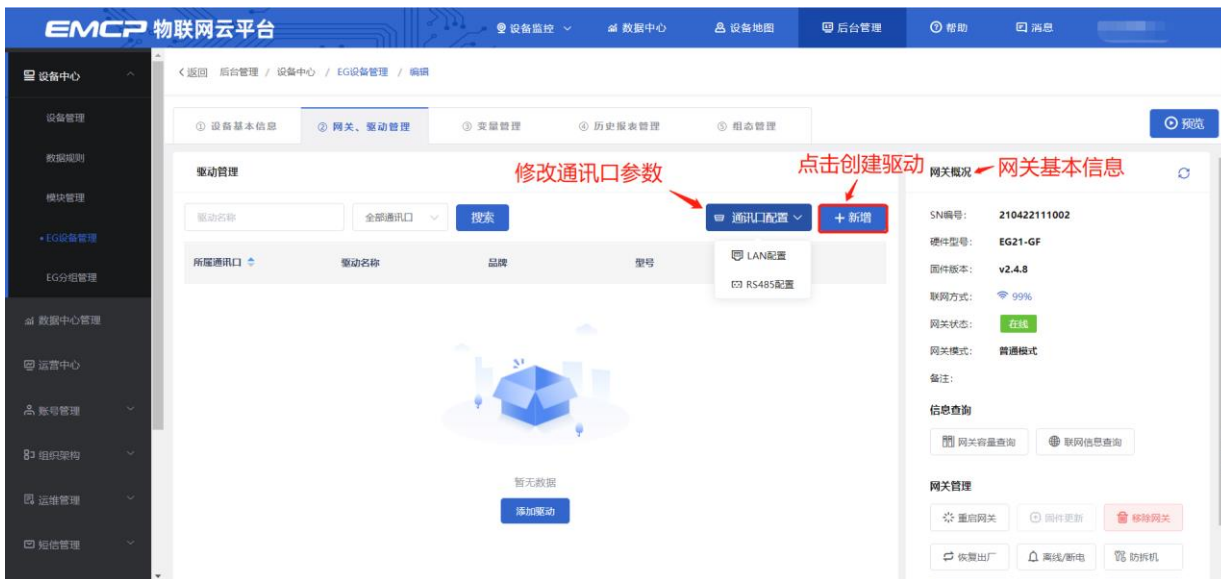 EMCP 物联网云平台
设备监控
数据中心
设备地图
后台管理
帮助
消息
设备中心
设备管理
数据规则
模块管理
•EG设备管理
EG分组管理
数据中心管理
运营中心
账号管理
组织架构
运维管理
短信管理
返回 后台管理 / 设备中心 / EG设备管理 / 编辑
① 设备基本信息
② 网关、驱动管理
③ 变量管理
④ 历史报表管理
⑤ 组态管理
预览
驱动管理
修改通讯口参数
点击创建驱动
驱动名称
全部通讯口
搜索
通讯口配置
+ 新增
LAN配置
RS485配置
所属通讯口
驱动名称
品牌
型号
暂无数据
添加驱动
网关概况
网关基本信息
SN编号: 210422111002
硬件型号: EG21-GF
固件版本: v2.4.8
联网方式: 99%
网关状态: 在线
网关模式: 普通模式
备注:
信息查询
网关容量查询
联网信息查询
网关管理
重启网关
固件更新
移除网关
恢复出厂
离线/断电
防拆机